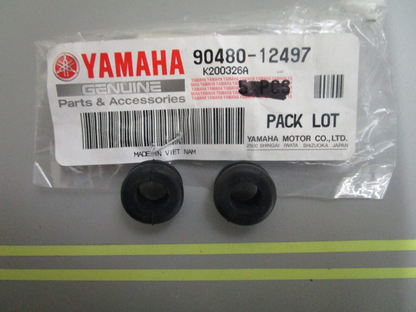 YAMAHA 90480-12497
GENUINE K200326A
Parts & Accessories
5 PCS
PACK LOT
YAMAHA MOTOR CO.,LTD.
2500 SHINGAI IWATA SHIZUOKA JAPAN
MADE IN VIET NAM